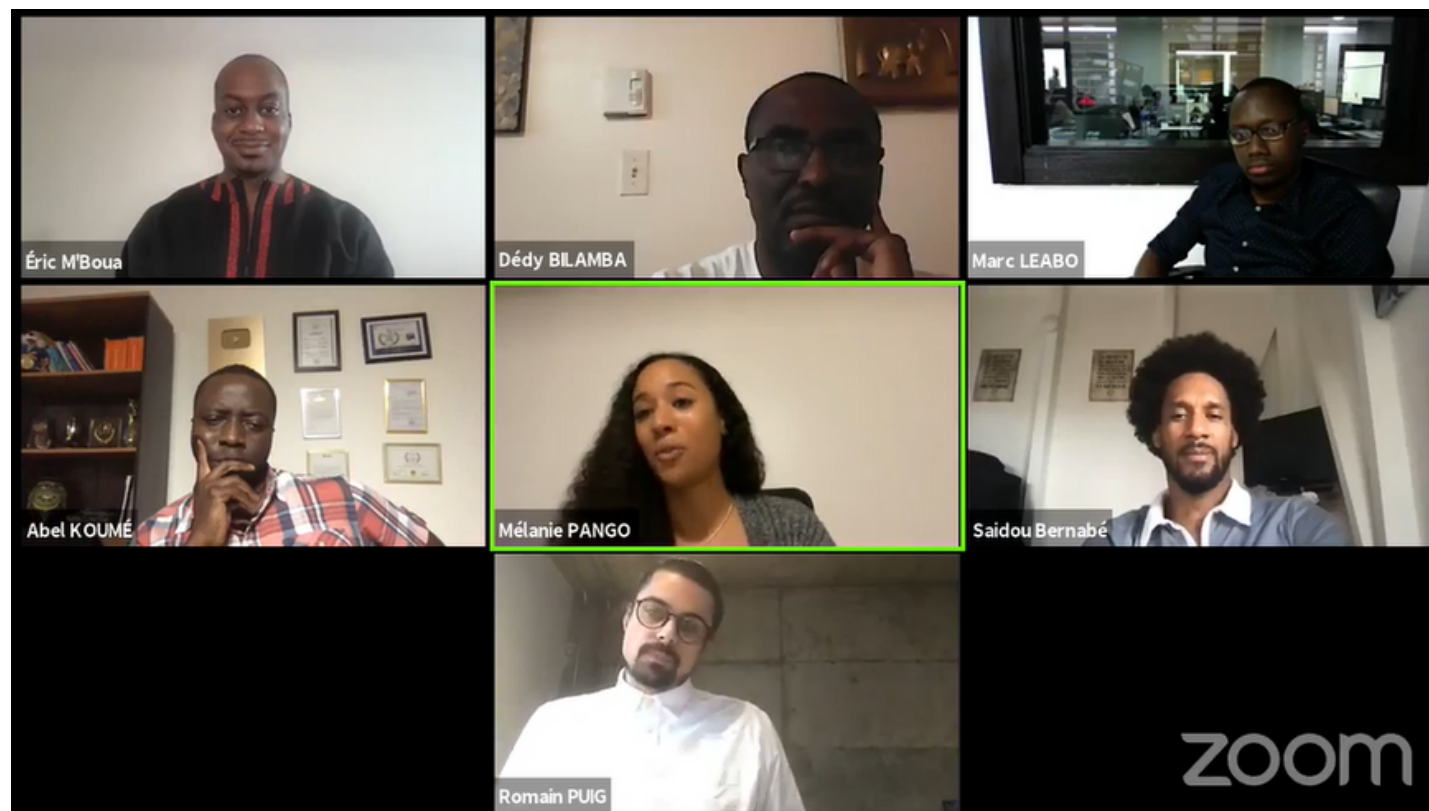 Éric M'Boua
Dédy BILAMBA
Marc LEABO
Abel KOUMÉ
Mélanie PANGO
Saidou Bernabé
Romain PUIG
zoom